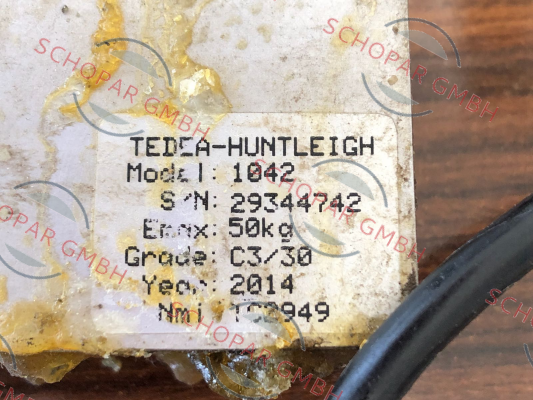 TEDEA-HUNTLEIGH
Model: 1042
S/N: 29344742
Emax: 50kg
Grade: C3/30
Year: 2014
Nmi
SCHOPAR GMBH
SCHOPAR GMBH
SCHOPAR GMBH
SCHOPAR GMBH
SCHOPAR GMBH